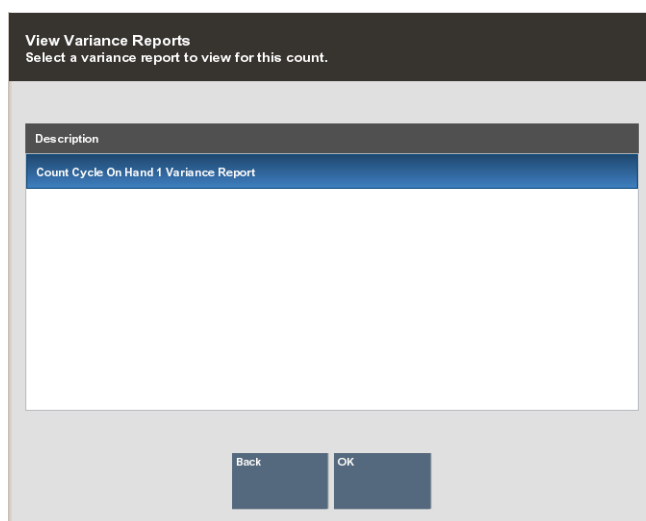 View Variance Reports
Select a variance report to view for this count.
Description
Count Cycle On Hand 1 Variance Report
Back
OK